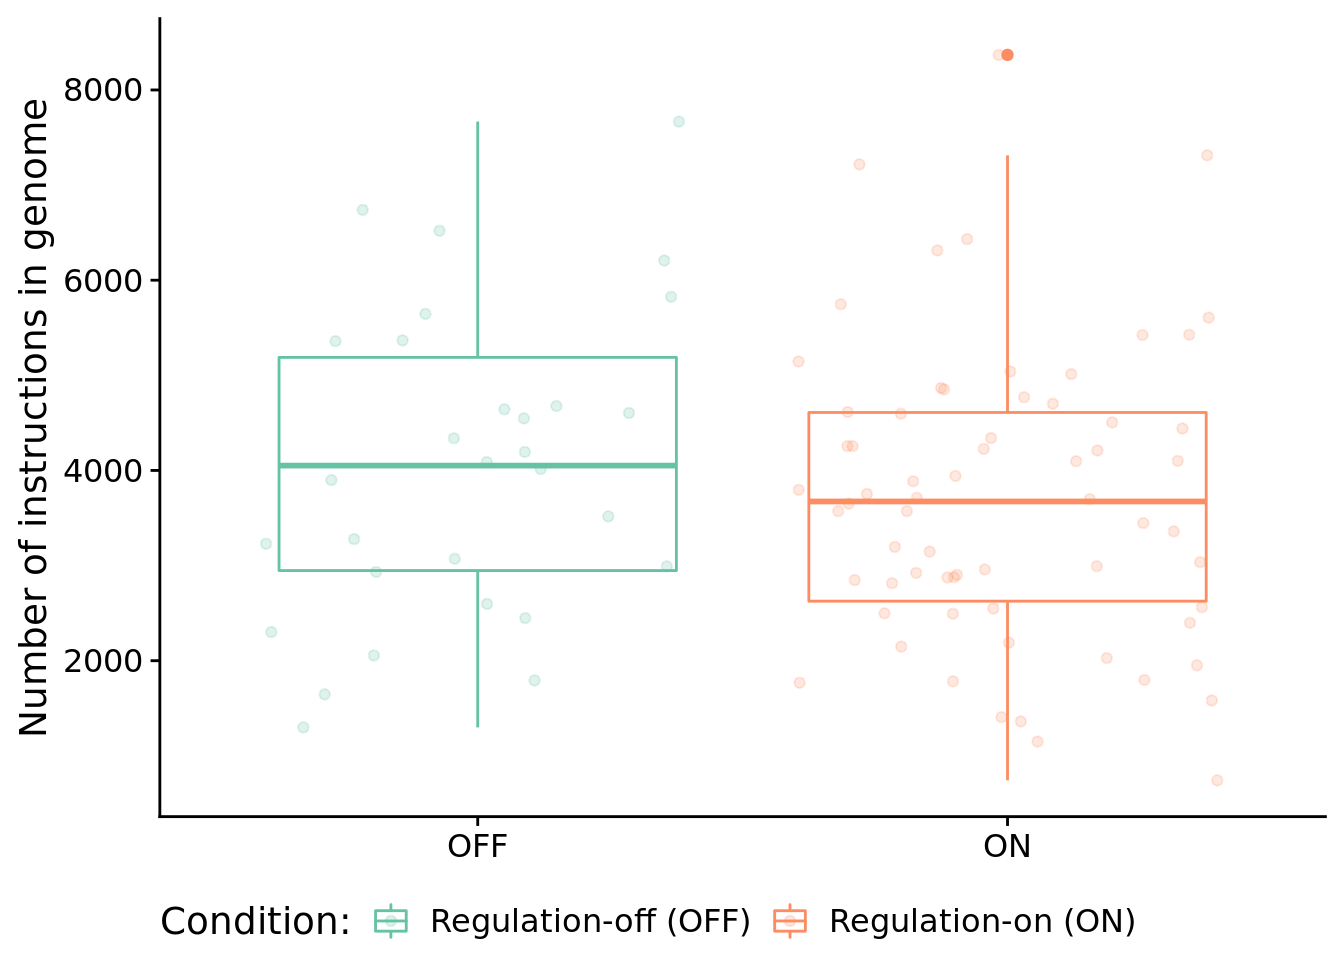 Number of instructions in genome
8000
6000
4000
2000
OFF
ON
Condition:
Regulation-off (OFF)
Regulation-on (ON)